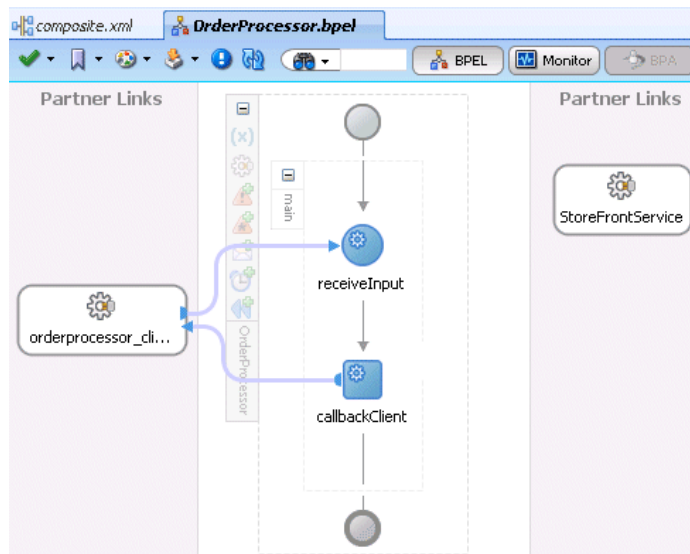 composite.xml
OrderProcessor.bpel
BPEL
Monitor
BPA
Partner Links
Partner Links
(x)
main
StoreFrontService
receiveInput
orderprocessor_cli...
OrderProcessor
callbackClient